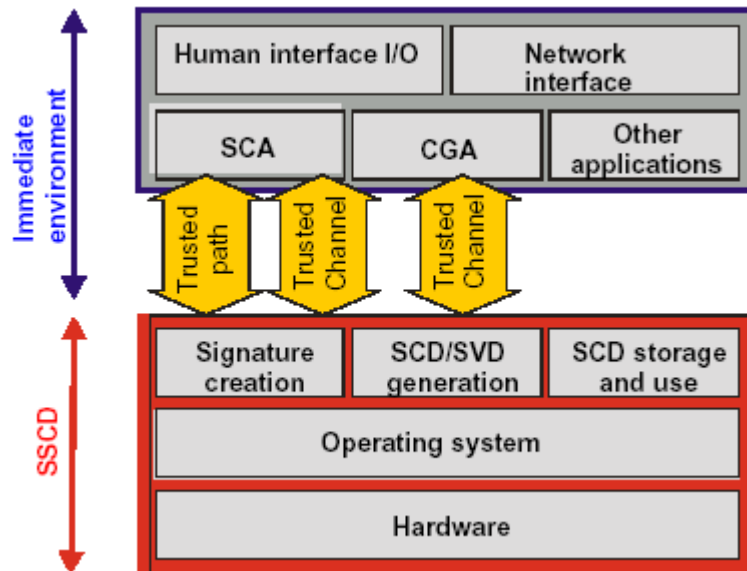 Immediate
environment
Human interface I/O
Network
interface
SCA
CGA
Other
applications
Trusted
path
Trusted
Channel
Trusted
Channel
SSCD
Signature
creation
SCD/SVD
generation
SCD storage
and use
Operating system
Hardware